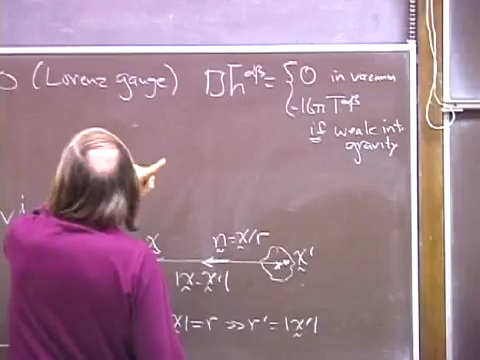 (Lorenz gauge) □h̄^αβ = { 0 in vacuum
-16π T^αβ
if weak int. gravity
v^i
x n = x/r x'
|x - x'|
x| = r >> r' = |x'|